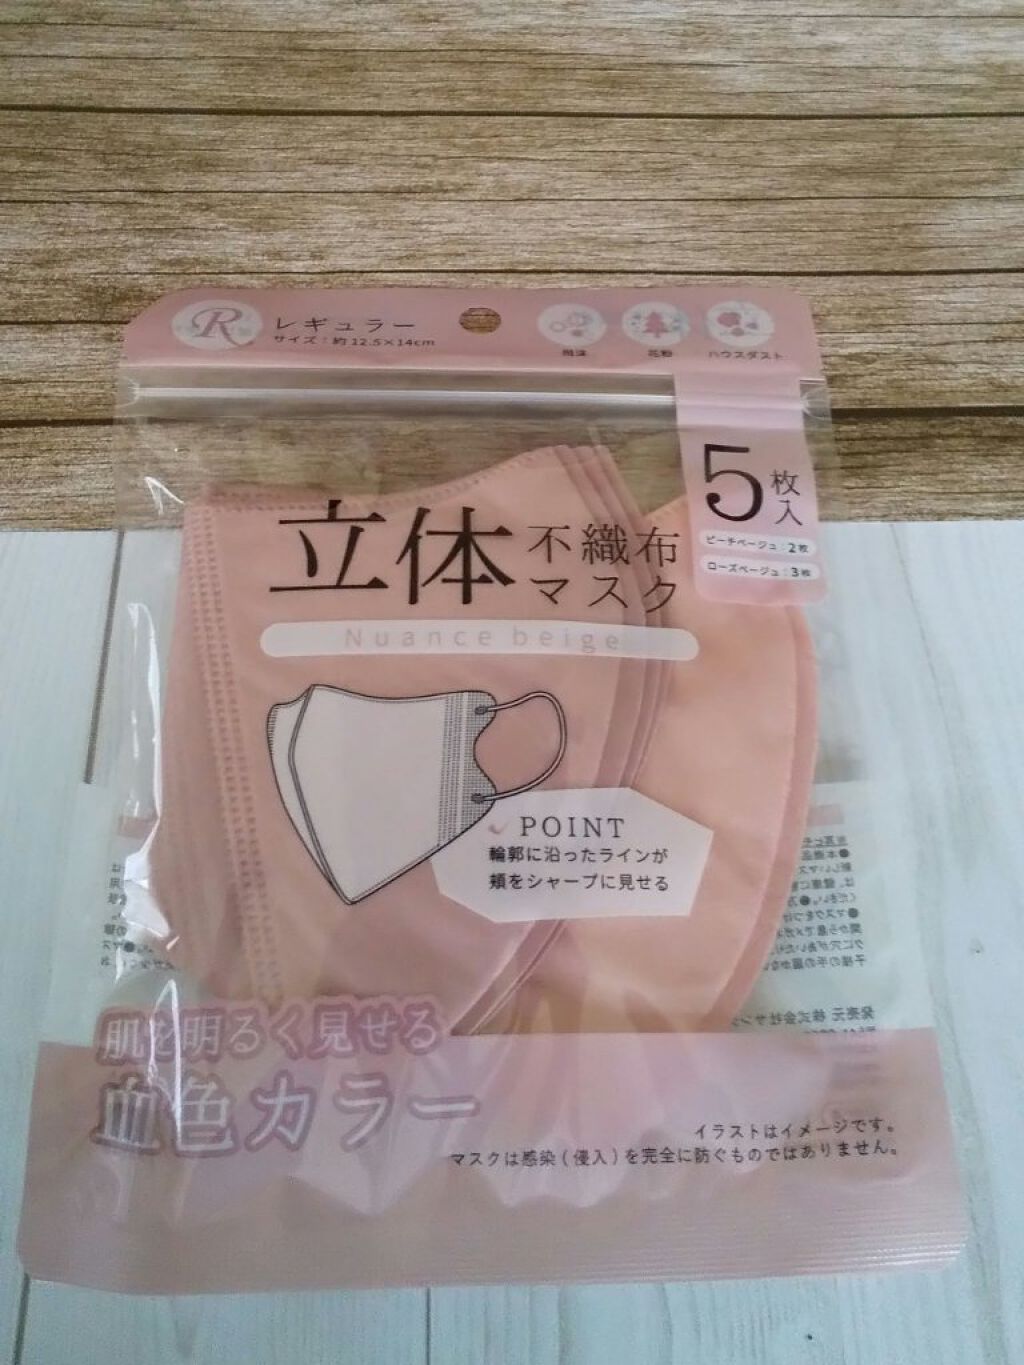 R
レギュラー
サイズ：約12.5×14cm
飛沫
花粉
ハウスダスト
5枚入
ピーチベージュ：2枚
ローズベージュ：3枚
立体不織布マスク
Nuance beige
POINT
輪郭に沿ったラインが
頬をシャープに見せる
肌を明るく見せる
血色カラー
イラストはイメージです。
マスクは感染(侵入)を完全に防ぐものではありません。